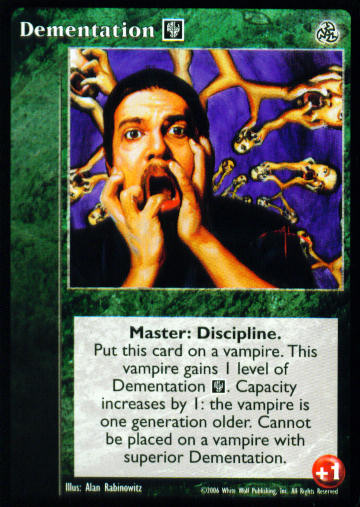 Dementation
Master: Discipline.
Put this card on a vampire. This
vampire gains 1 level of
Dementation . Capacity
increases by 1: the vampire is
one generation older. Cannot
be placed on a vampire with
superior Dementation.
+1
Illus: Alan Rabinowitz
©2006 White Wolf Publishing, Inc. All Rights Reserved